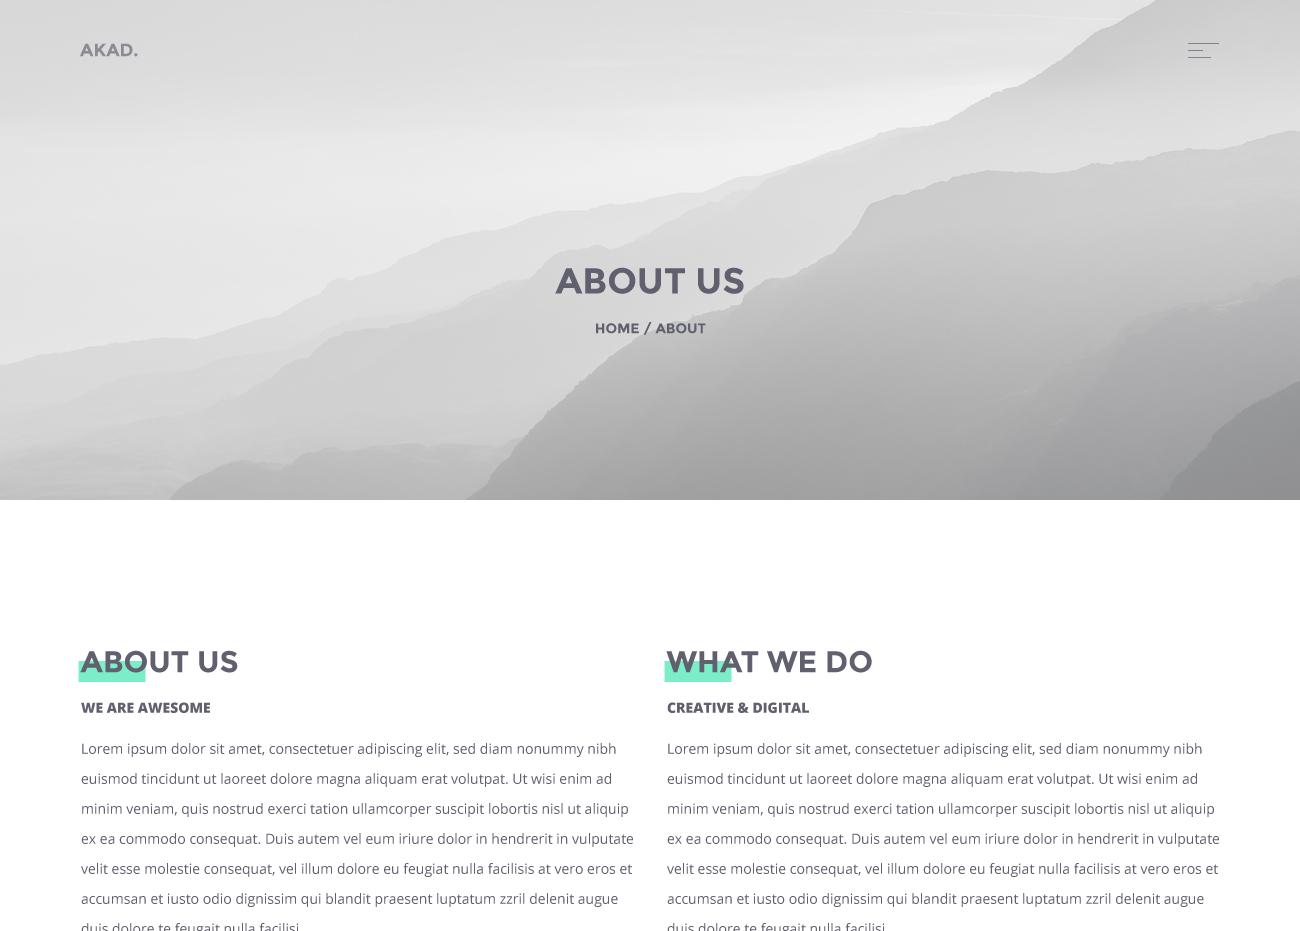 AKAD.
ABOUT US
HOME / ABOUT
ABOUT US
WE ARE AWESOME
Lorem ipsum dolor sit amet, consectetuer adipiscing elit, sed diam nonummy nibh
euismod tincidunt ut laoreet dolore magna aliquam erat volutpat. Ut wisi enim ad
minim veniam, quis nostrud exerci tation ullamcorper suscipit lobortis nisl ut aliquip
ex ea commodo consequat. Duis autem vel eum iriure dolor in hendrerit in vulputate
velit esse molestie consequat, vel illum dolore eu feugiat nulla facilisis at vero eros et
accumsan et iusto odio dignissim qui blandit praesent luptatum zzril delenit augue
duis dolore te feugait nulla facilisi.
WHAT WE DO
CREATIVE & DIGITAL
Lorem ipsum dolor sit amet, consectetuer adipiscing elit, sed diam nonummy nibh
euismod tincidunt ut laoreet dolore magna aliquam erat volutpat. Ut wisi enim ad
minim veniam, quis nostrud exerci tation ullamcorper suscipit lobortis nisl ut aliquip
ex ea commodo consequat. Duis autem vel eum iriure dolor in hendrerit in vulputate
velit esse molestie consequat, vel illum dolore eu feugiat nulla facilisis at vero eros et
accumsan et iusto odio dignissim qui blandit praesent luptatum zzril delenit augue
duis dolore te feugait nulla facilisi.